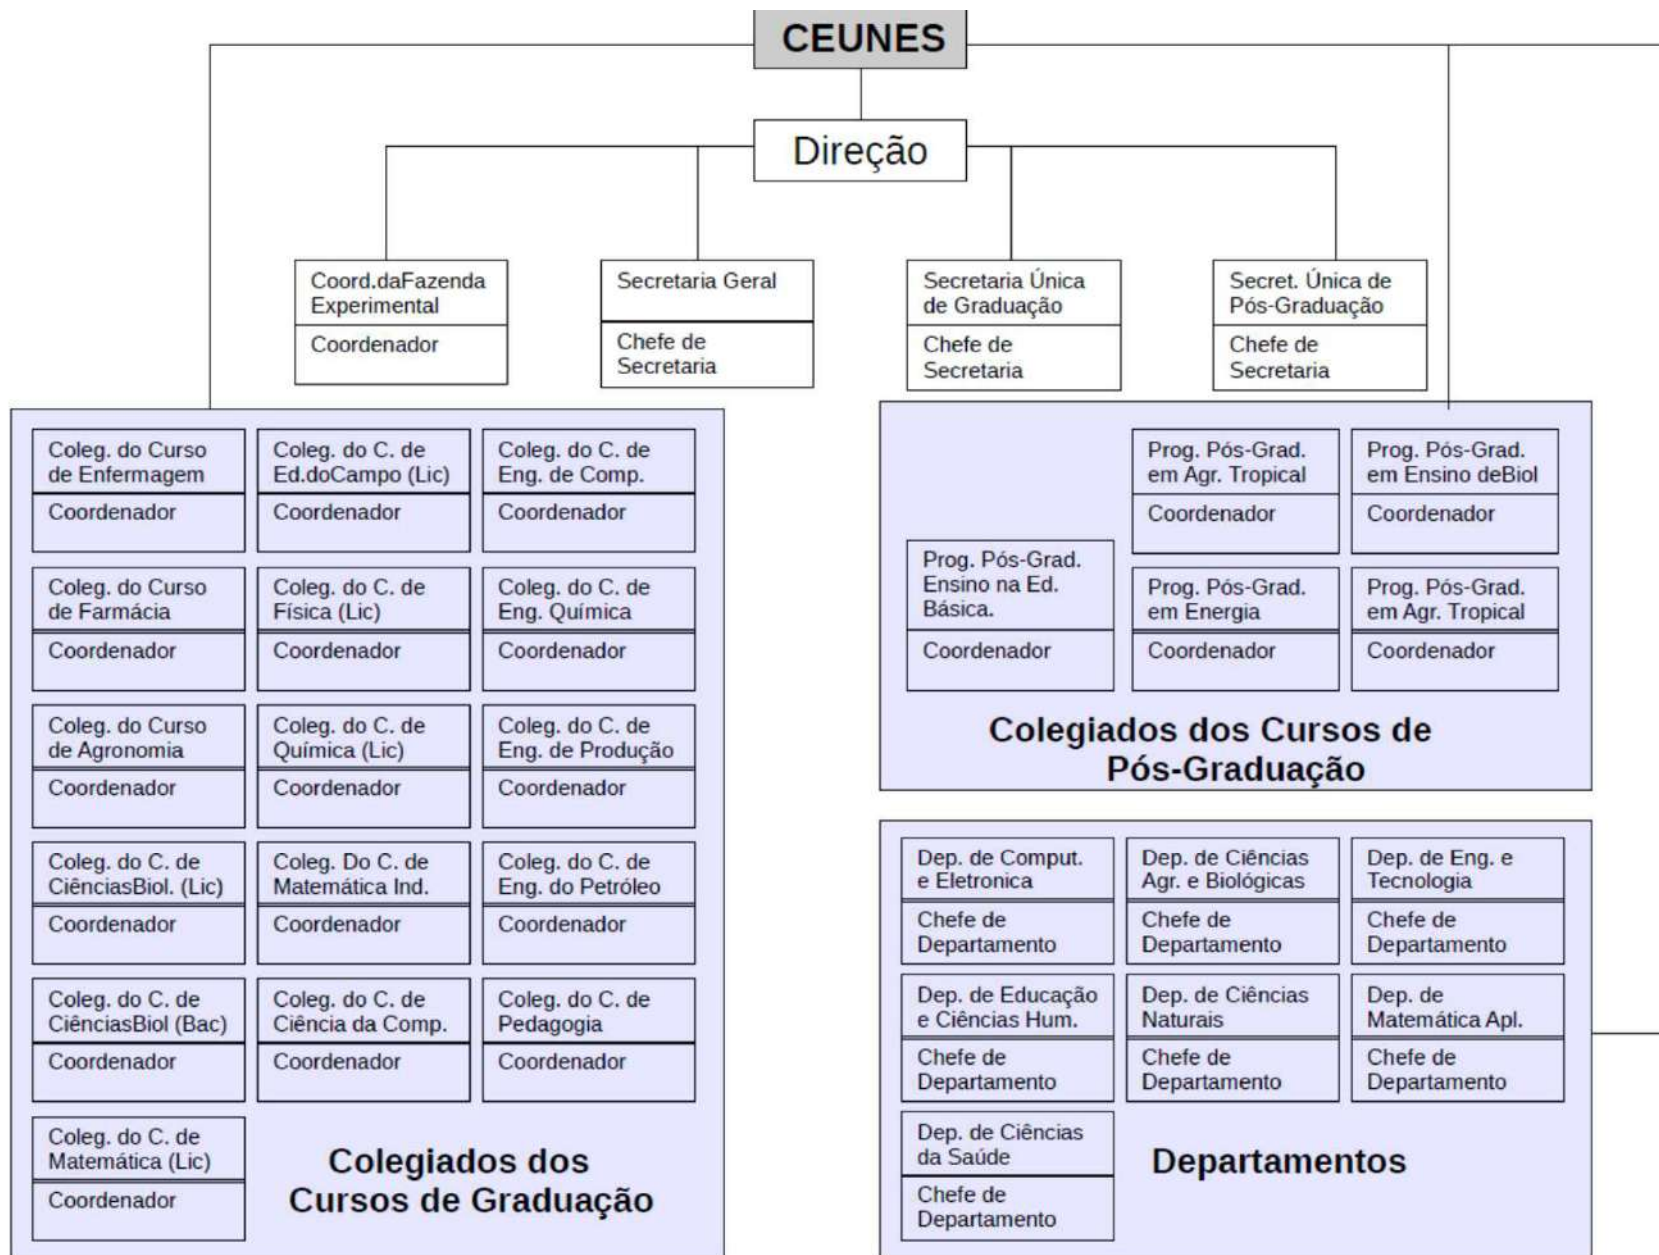 CEUNES
Direção
Coord.daFazenda
Experimental
Coordenador
Secretaria Geral
Chefe de
Secretaria
Secretaria Única
de Graduação
Chefe de
Secretaria
Secret. Única de
Pós-Graduação
Chefe de
Secretaria
Coleg. do Curso
de Enfermagem
Coordenador
Coleg. do C. de
Ed.doCampo (Lic)
Coordenador
Coleg. do C. de
Eng. de Comp.
Coordenador
Coleg. do Curso
de Farmácia
Coordenador
Coleg. do C. de
Física (Lic)
Coordenador
Coleg. do C. de
Eng. Química
Coordenador
Coleg. do Curso
de Agronomia
Coordenador
Coleg. do C. de
Química (Lic)
Coordenador
Coleg. do C. de
Eng. de Produção
Coordenador
Coleg. do C. de
CiênciasBiol. (Lic)
Coordenador
Coleg. Do C. de
Matemática Ind.
Coordenador
Coleg. do C. de
Eng. do Petróleo
Coordenador
Coleg. do C. de
CiênciasBiol (Bac)
Coordenador
Coleg. do C. de
Ciência da Comp.
Coordenador
Coleg. do C. de
Pedagogia
Coordenador
Coleg. do C. de
Matemática (Lic)
Coordenador
Colegiados dos
Cursos de Graduação
Prog. Pós-Grad.
em Agr. Tropical
Coordenador
Prog. Pós-Grad.
em Ensino deBiol
Coordenador
Prog. Pós-Grad.
Ensino na Ed.
Básica.
Coordenador
Prog. Pós-Grad.
em Energia
Coordenador
Prog. Pós-Grad.
em Agr. Tropical
Coordenador
Colegiados dos Cursos de
Pós-Graduação
Dep. de Comput.
e Eletronica
Chefe de
Departamento
Dep. de Ciências
Agr. e Biológicas
Chefe de
Departamento
Dep. de Eng. e
Tecnologia
Chefe de
Departamento
Dep. de Educação
e Ciências Hum.
Chefe de
Departamento
Dep. de Ciências
Naturais
Chefe de
Departamento
Dep. de
Matemática Apl.
Chefe de
Departamento
Dep. de Ciências
da Saúde
Chefe de
Departamento
Departamentos